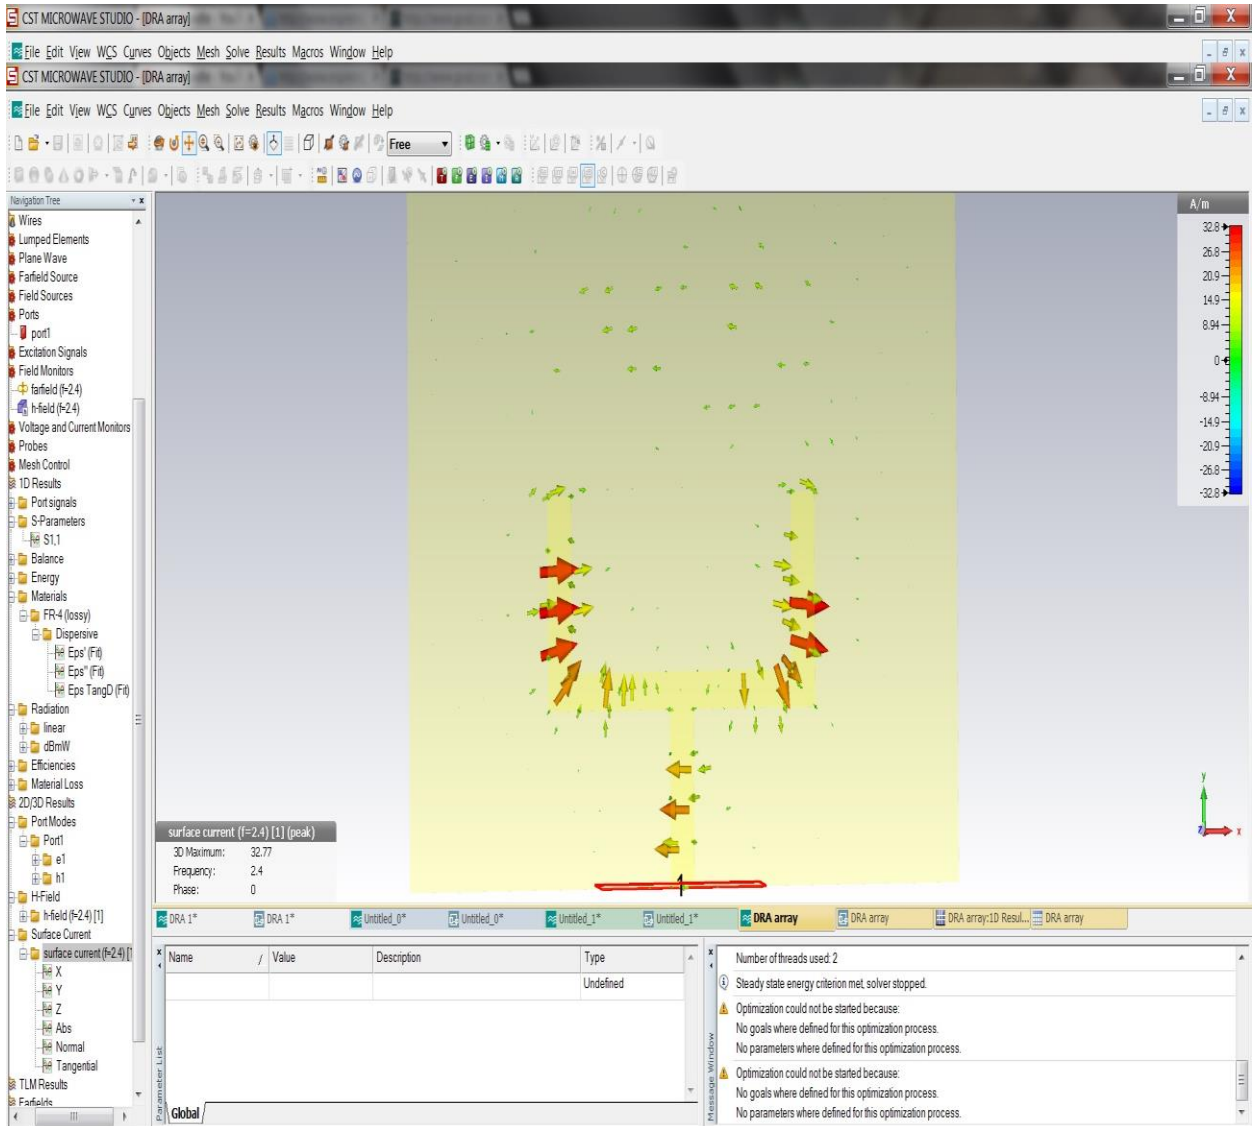 CST MICROWAVE STUDIO - [DRA array]
File Edit View WCS Curves Objects Mesh Solve Results Macros Window Help
CST MICROWAVE STUDIO - [DRA array]
File Edit View WCS Curves Objects Mesh Solve Results Macros Window Help
Free
Navigation Tree
Wires
Lumped Elements
Plane Wave
Farfield Source
Field Sources
Ports
port1
Excitation Signals
Field Monitors
farfield (f=2.4)
h-field (f=2.4)
Voltage and Current Monitors
Probes
Mesh Control
1D Results
Port signals
S-Parameters
S1,1
Balance
Energy
Materials
FR-4 (lossy)
Dispersive
Eps' (Fit)
Eps" (Fit)
Eps TangD (Fit)
Radiation
linear
dBmW
Efficiencies
Material Loss
2D/3D Results
Port Modes
Port1
e1
h1
H-Field
h-field (f=2.4) [1]
Surface Current
surface current (f=2.4) [1
X
Y
Z
Abs
Normal
Tangential
TLM Results
Farfields
A/m
32.8
26.8
20.9
14.9
8.94
0
-8.94
-14.9
-20.9
-26.8
-32.8
1
y
z
x
surface current (f=2.4) [1] (peak)
3D Maximum: 32.77
Frequency: 2.4
Phase: 0
DRA 1* DRA 1* Untitled_0* Untitled_0* Untitled_1* Untitled_1* DRA array DRA array DRA array:1D Resul... DRA array
Parameter List
Name / Value Description Type
Undefined
Global
Message Window
Number of threads used: 2
Steady state energy criterion met, solver stopped.
Optimization could not be started because:
No goals where defined for this optimization process.
No parameters where defined for this optimization process.
Optimization could not be started because:
No goals where defined for this optimization process.
No parameters where defined for this optimization process.